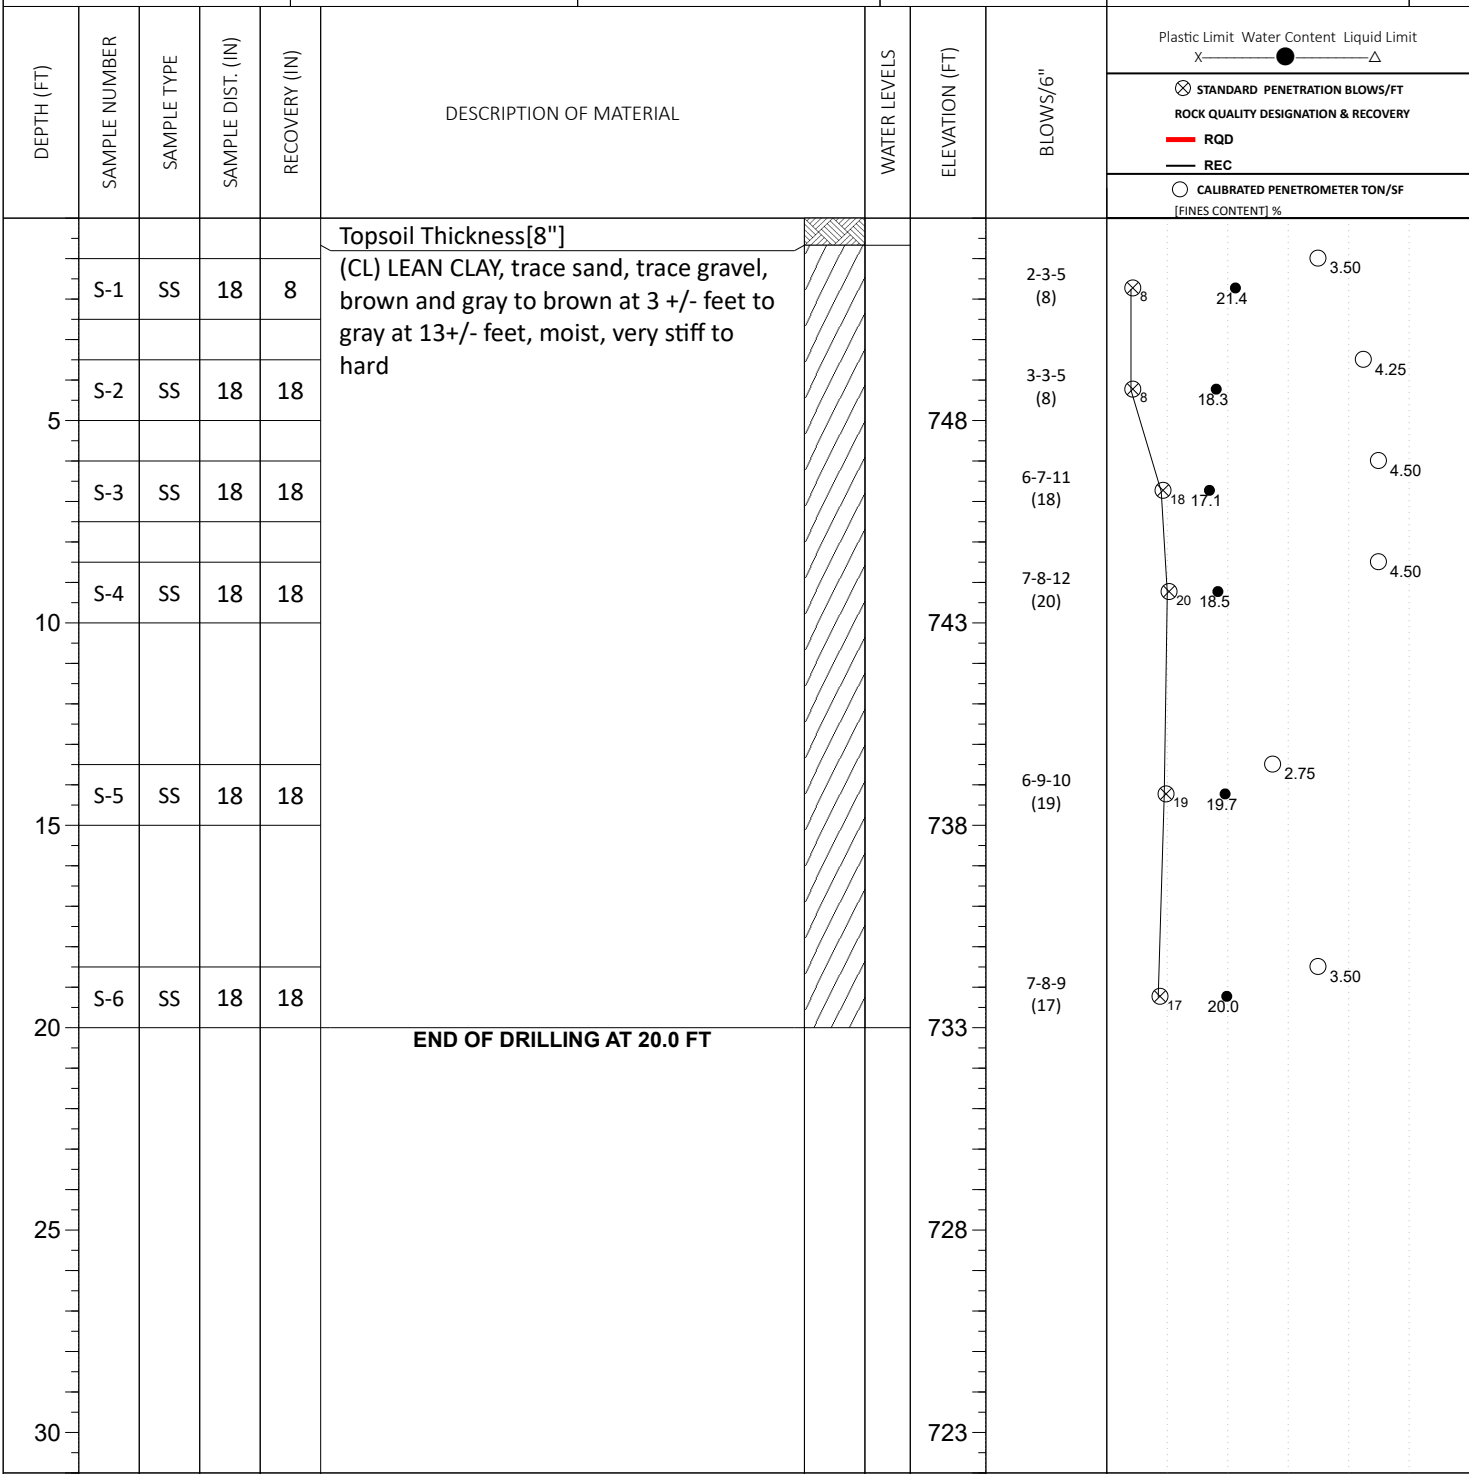 DEPTH (FT)
SAMPLE NUMBER
SAMPLE TYPE
SAMPLE DIST. (IN)
RECOVERY (IN)
DESCRIPTION OF MATERIAL
WATER LEVELS
ELEVATION (FT)
BLOWS/6"
Plastic Limit Water Content Liquid Limit
X
STANDARD PENETRATION BLOWS/FT
ROCK QUALITY DESIGNATION & RECOVERY
RQD
REC
CALIBRATED PENETROMETER TON/SF
[FINES CONTENT] %
Topsoil Thickness[8"]
(CL) LEAN CLAY, trace sand, trace gravel,
brown and gray to brown at 3 +/- feet to
gray at 13+/- feet, moist, very stiff to
hard
3.50
S-1 SS 18 8 2-3-5
(8)
8 21.4
4.25
S-2 SS 18 18 3-3-5
(8)
8 18.3
5 748
4.50
S-3 SS 18 18 6-7-11
(18)
18 17.1
4.50
S-4 SS 18 18 7-8-12
(20)
20 18.5
10 743
2.75
S-5 SS 18 18 6-9-10
(19)
19 19.7
15 738
3.50
S-6 SS 18 18 7-8-9
(17)
17 20.0
20 733
END OF DRILLING AT 20.0 FT
25 728
30 723